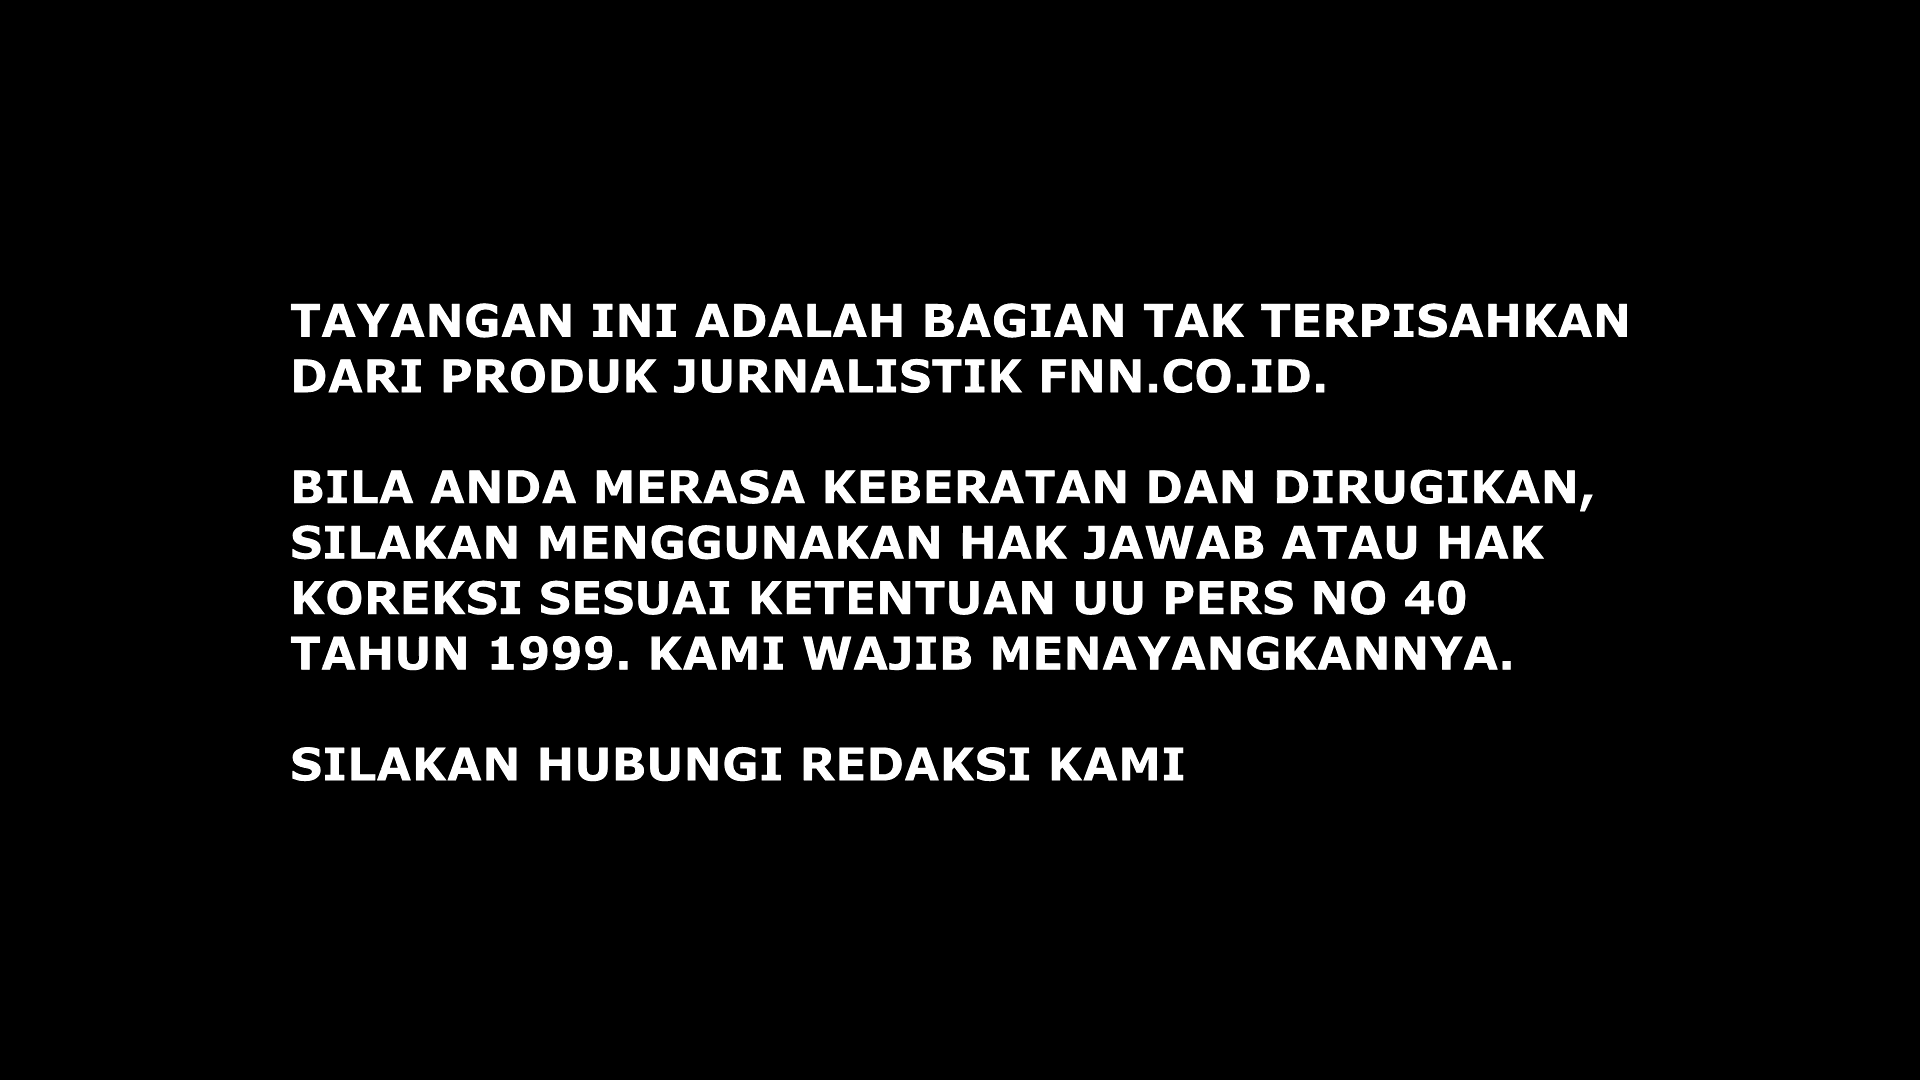 TAYANGAN INI ADALAH BAGIAN TAK TERPISAHKAN
DARI PRODUK JURNALISTIK FNN.CO.ID.
BILA ANDA MERASA KEBERATAN DAN DIRUGIKAN,
SILAKAN MENGGUNAKAN HAK JAWAB ATAU HAK
KOREKSI SESUAI KETENTUAN UU PERS NO 40
TAHUN 1999. KAMI WAJIB MENAYANGKANNYA.
SILAKAN HUBUNGI REDAKSI KAMI